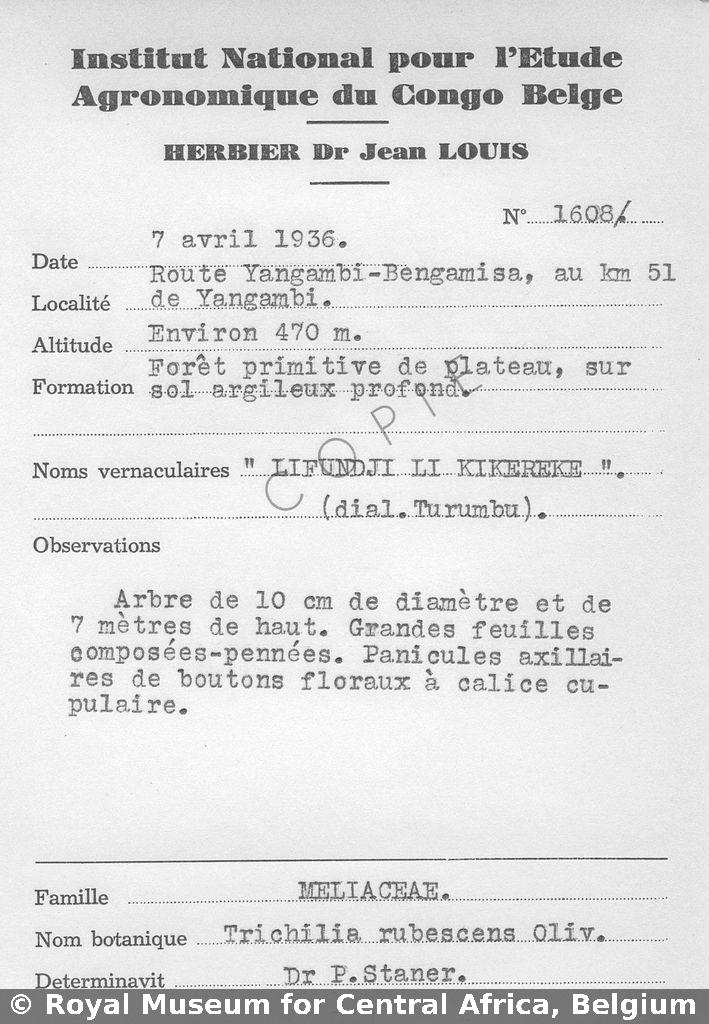 Institut National pour l'Etude
Agronomique du Congo Belge
HERBIER Dr Jean LOUIS
N° 1608/.
Date 7 avril 1936.
Localité Route Yangambi-Bengamisa, au km 51
de Yangambi.
Altitude Environ 470 m.
Formation Forêt primitive de plateau, sur
sol argileux profond.
COPIE
Noms vernaculaires " LIFUNDJI LI KIKEREKE ".
(dial.Turumbu).
Observations
Arbre de 10 cm de diamètre et de
7 mètres de haut. Grandes feuilles
composées-pennées. Panicules axillai-
res de boutons floraux à calice cu-
pulaire.
Famille MELIACEAE.
Nom botanique Trichilia rubescens Oliv.
Determinavit Dr P.Staner.
© Royal Museum for Central Africa, Belgium